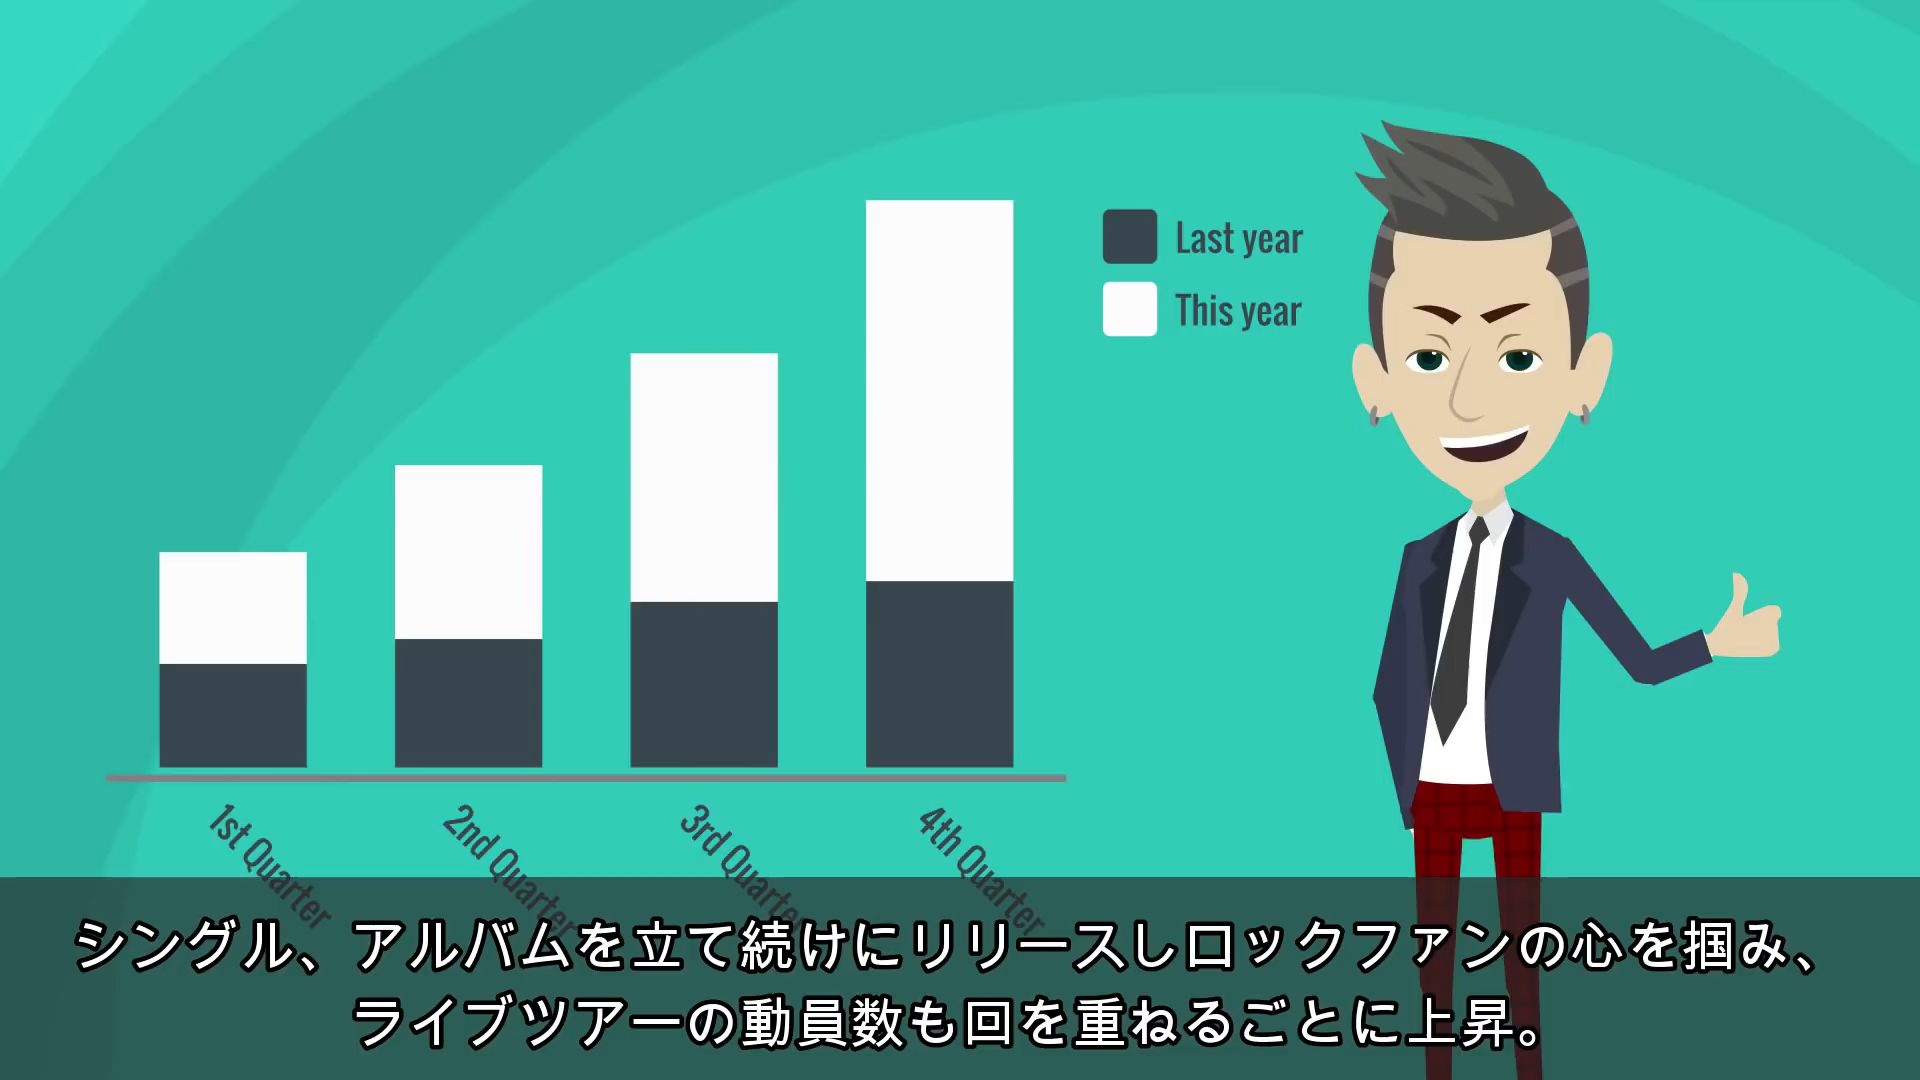 Last year
This year
1st Quarter
2nd Quarter
3rd Quarter
4th Quarter
シングル、アルバムを立て続けにリリースしロックファンの心を掴み、
ライブツアーの動員数も回を重ねるごとに上昇。